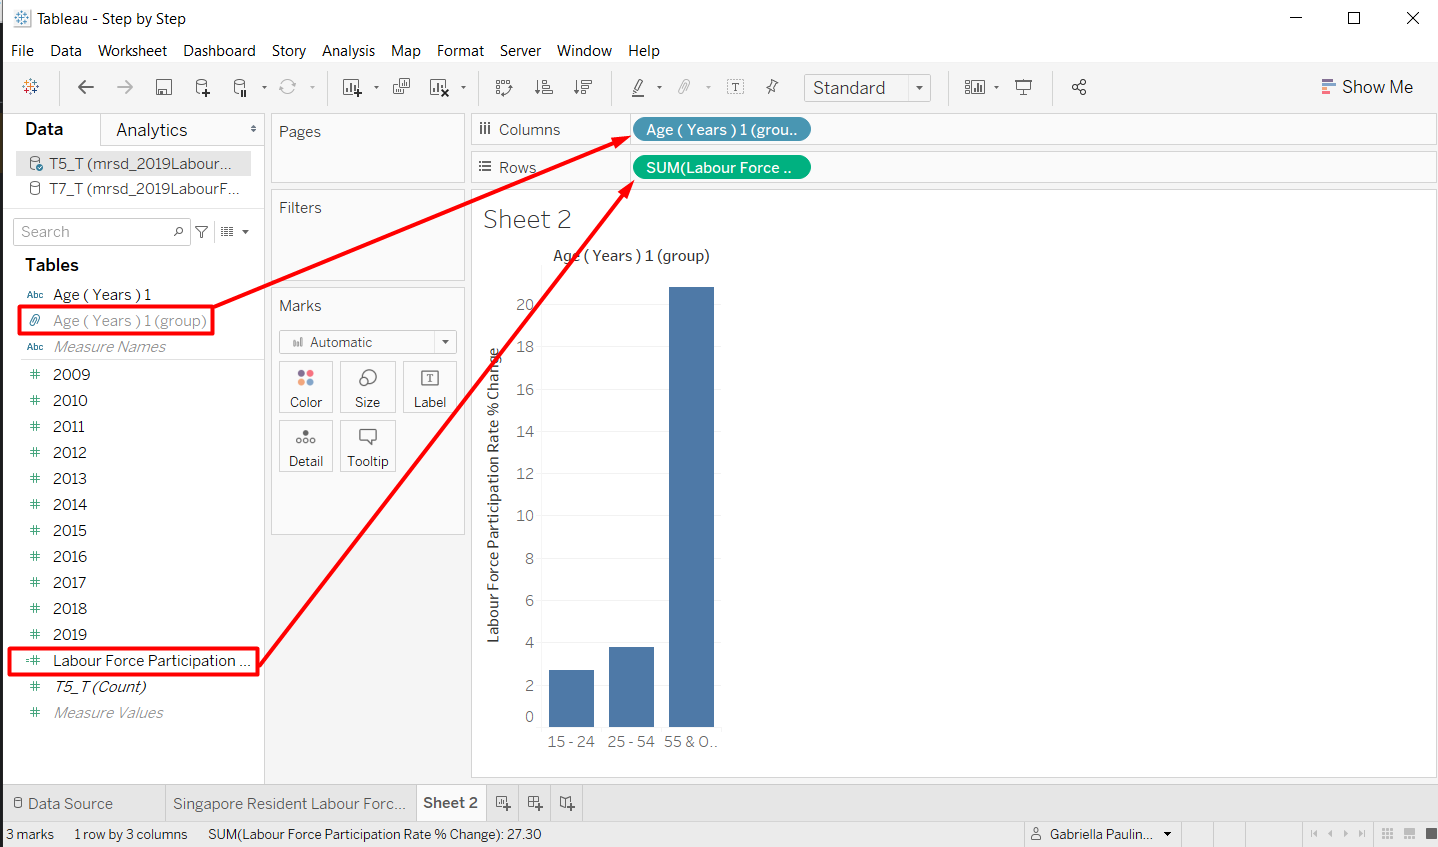 Tableau - Step by Step
File Data Worksheet Dashboard Story Analysis Map Format Server Window Help
Standard
Show Me
Data
Analytics
T5_T (mrsd_2019Labour...
T7_T (mrsd_2019LabourF...
Search
Tables
Abc Age ( Years ) 1
Age ( Years ) 1 (group)
Abc Measure Names
2009
2010
2011
2012
2013
2014
2015
2016
2017
2018
2019
Labour Force Participation ...
T5_T (Count)
Measure Values
Pages
Filters
Marks
Automatic
Color
Size
Label
Detail
Tooltip
Columns
Age ( Years ) 1 (grou..
Rows
SUM(Labour Force ..
Sheet 2
Age ( Years ) 1 (group)
Labour Force Participation Rate % Change
20
18
16
14
12
10
8
6
4
2
0
15 - 24
25 - 54
55 & O..
Data Source
Singapore Resident Labour Forc...
Sheet 2
3 marks
1 row by 3 columns
SUM(Labour Force Participation Rate % Change): 27.30
Gabriella Paulin...